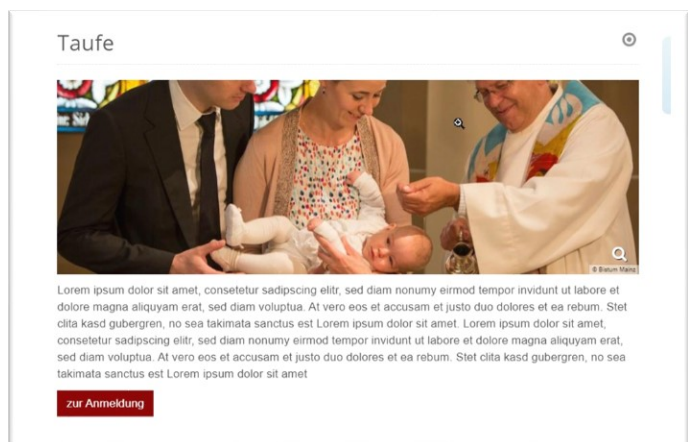 Taufe
© Bistum Mainz
Lorem ipsum dolor sit amet, consetetur sadipscing elitr, sed diam nonumy eirmod tempor invidunt ut labore et
dolore magna aliquyam erat, sed diam voluptua. At vero eos et accusam et justo duo dolores et ea rebum. Stet
clita kasd gubergren, no sea takimata sanctus est Lorem ipsum dolor sit amet. Lorem ipsum dolor sit amet,
consetetur sadipscing elitr, sed diam nonumy eirmod tempor invidunt ut labore et dolore magna aliquyam erat,
sed diam voluptua. At vero eos et accusam et justo duo dolores et ea rebum. Stet clita kasd gubergren, no sea
takimata sanctus est Lorem ipsum dolor sit amet
zur Anmeldung